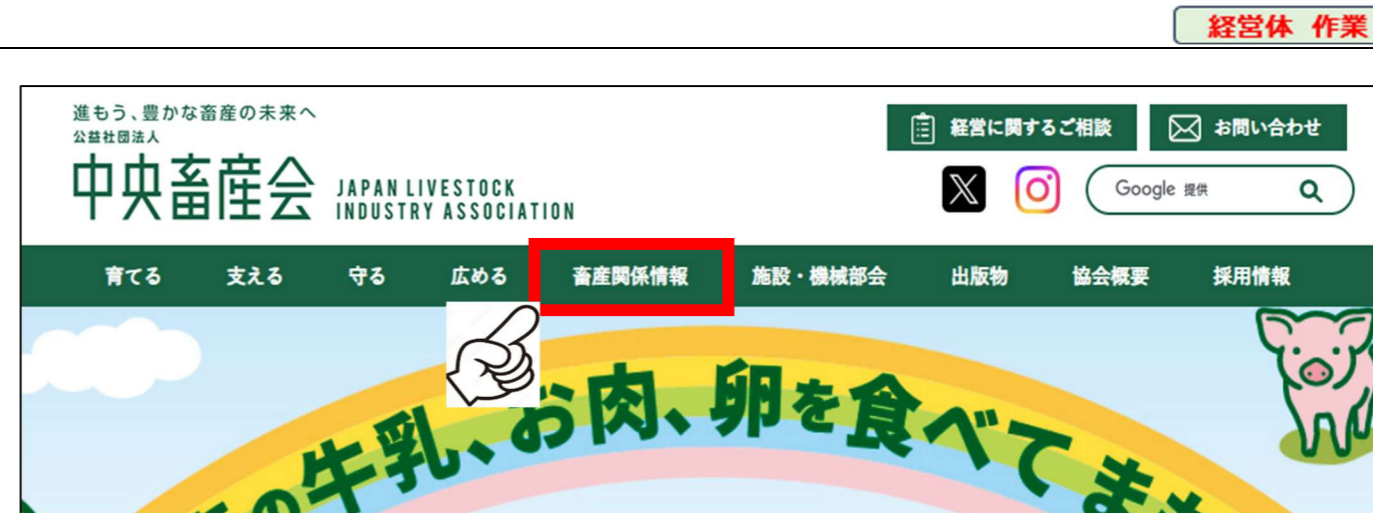 経営体 作業
進もう、豊かな畜産の未来へ
公益社団法人
中央畜産会 JAPAN LIVESTOCK
INDUSTRY ASSOCIATION
経営に関するご相談 お問い合わせ
Google 提供
育てる 支える 守る 広める 畜産関係情報 施設・機械部会 出版物 協会概要 採用情報
の牛乳、お肉、卵を食べて